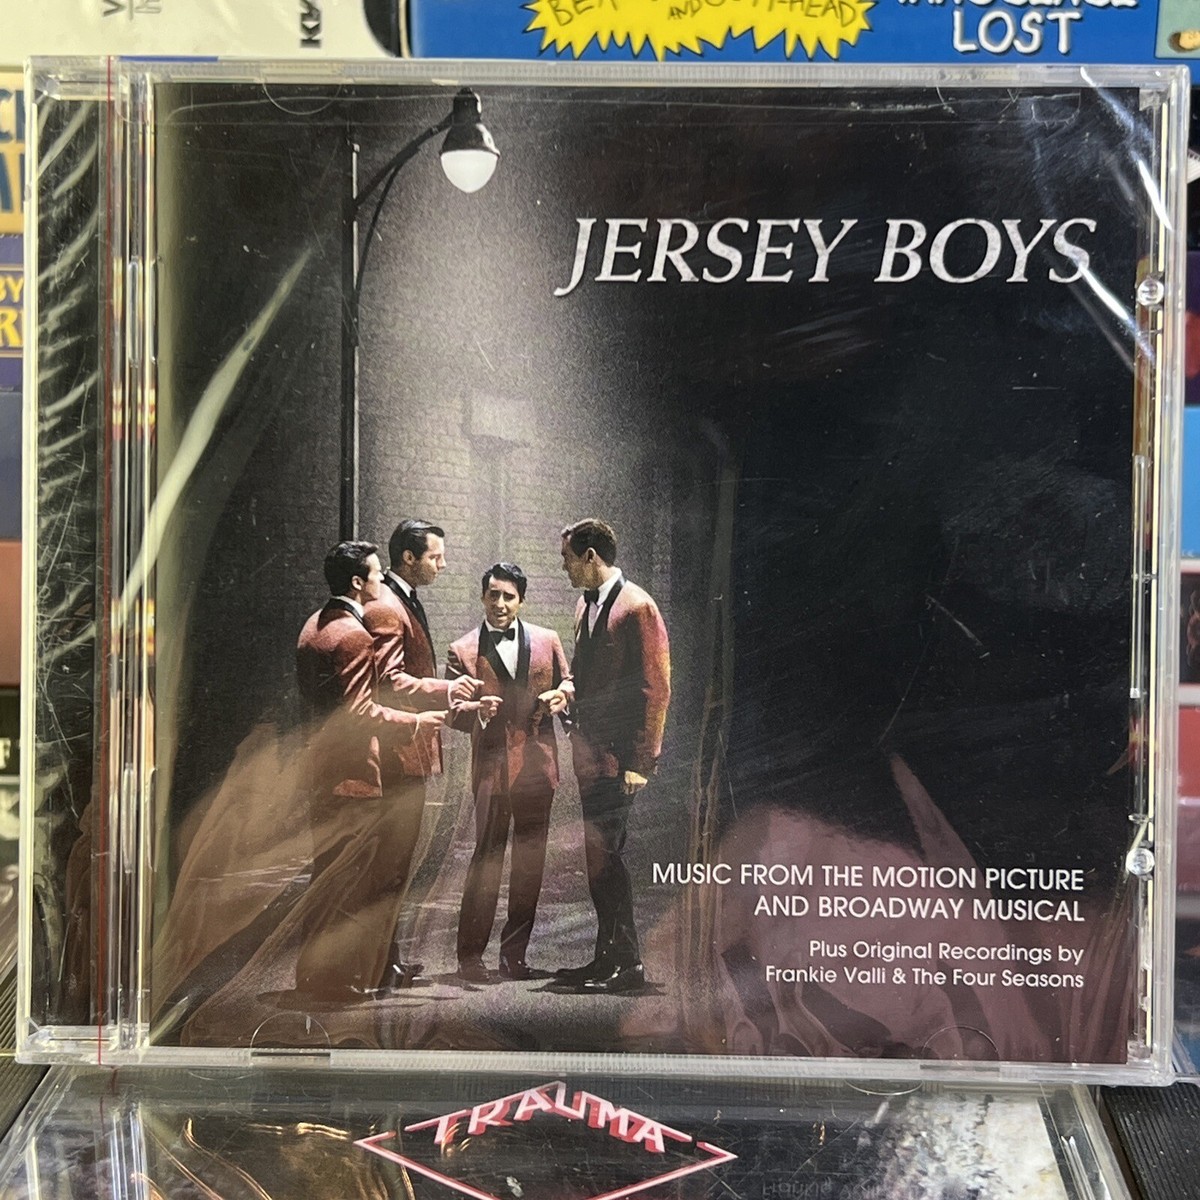 LOST
JERSEY BOYS
MUSIC FROM THE MOTION PICTURE
AND BROADWAY MUSICAL
Plus Original Recordings by
Frankie Valli & The Four Seasons
TRAUMA